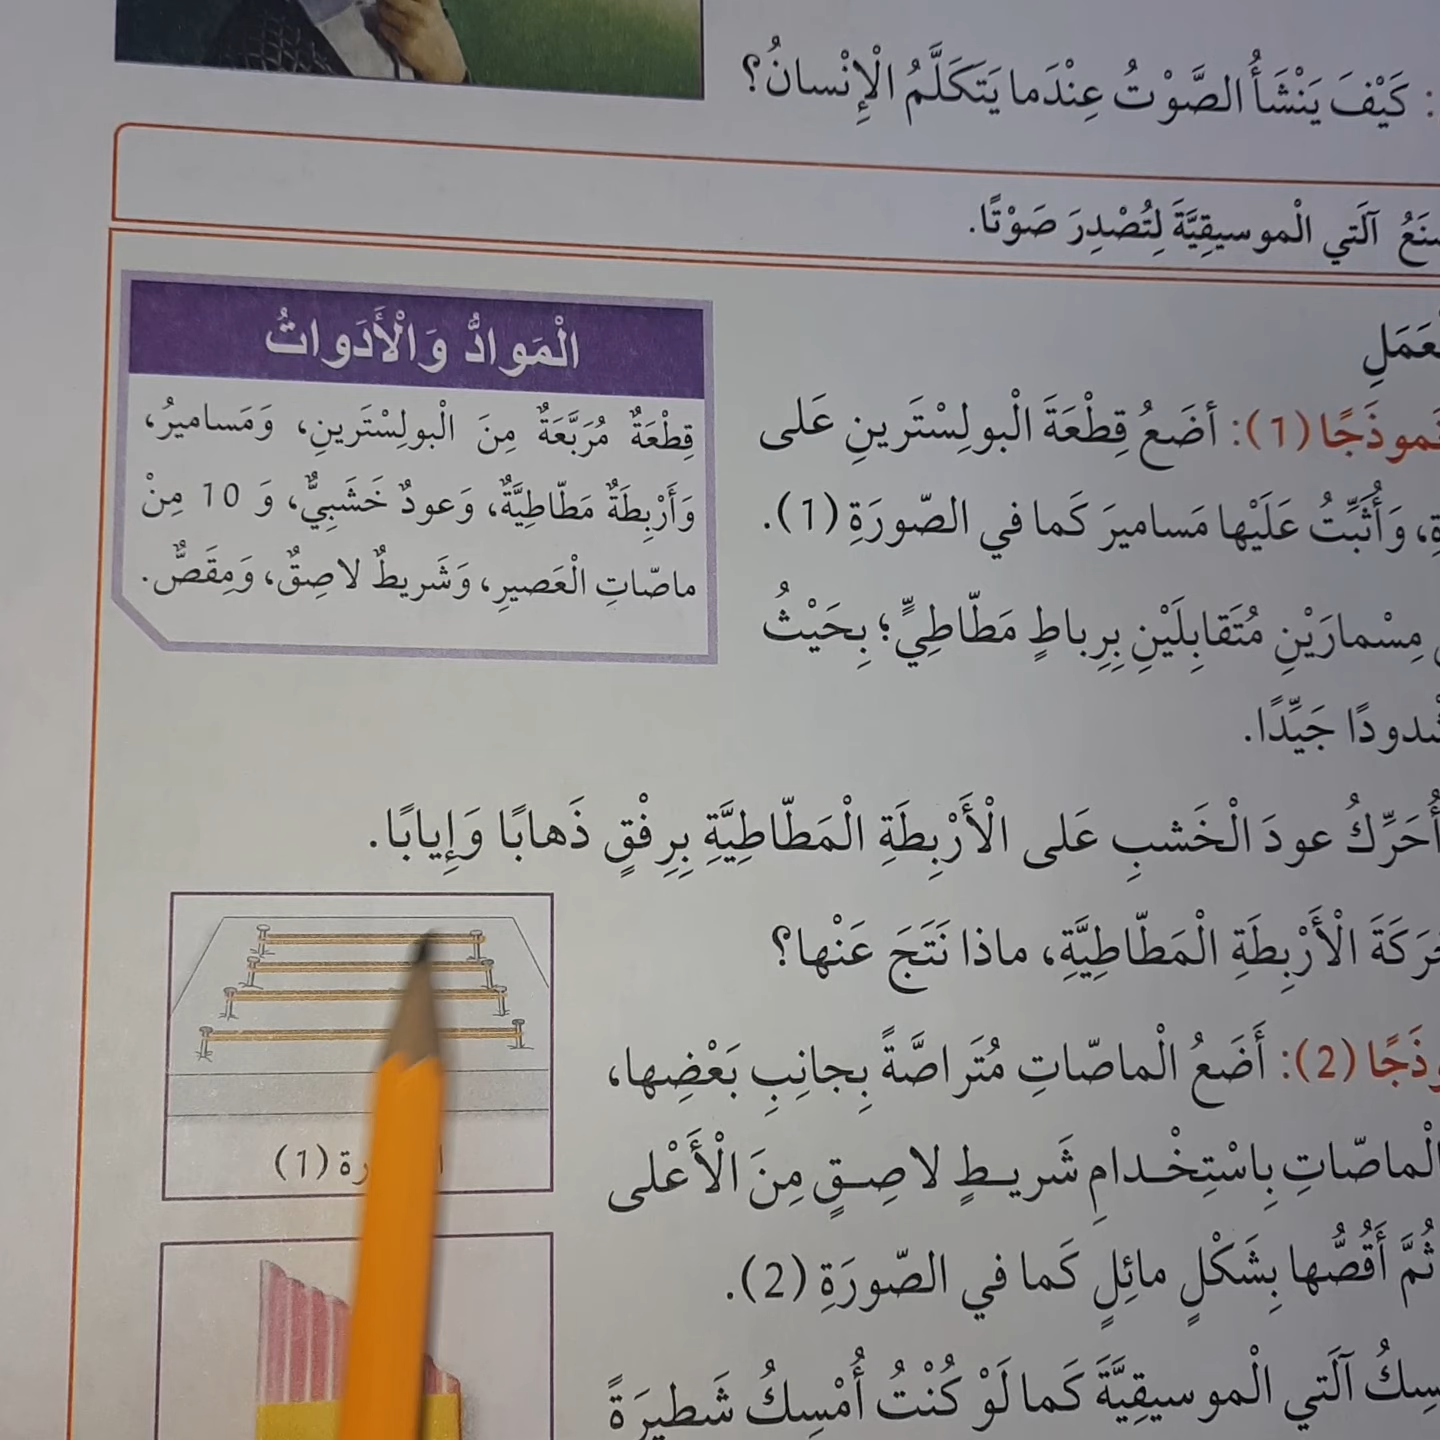 : كَيْفَ يَنْشَأُ الصَّوْتُ عِنْدَما يَتَكَلَّمُ الْإِنْسانُ؟
آلَتي الْموسيقِيَّةَ لِتُصْدِرَ صَوْتًا.
الْمَوادُّ وَالْأَدَواتُ
قِطْعَةٌ مُرَبَّعَةٌ مِنَ الْبولِسْتَرينِ، وَمَساميرُ،
وَأَرْبِطَةٌ مَطّاطِيَّةٌ، وَعودٌ خَشَبِيٌّ، وَ 10 مِنْ
ماصّاتِ الْعَصيرِ، وَشَريطٌ لاصِقٌ، وَمِقَصٌّ.
(1): أضَعُ قِطْعَةَ الْبولِسْتَرينِ عَلى
وَأُثَبِّتُ عَلَيْها مَساميرَ كَما في الصّورَةِ (1).
مِسْمارَيْنِ مُتَقابِلَيْنِ بِرِباطٍ مَطّاطِيٍّ؛ بِحَيْثُ
جَيِّدًا.
أُحَرِّكُ عودَ الْخَشبِ عَلى الْأَرْبِطَةِ الْمَطّاطِيَّةِ بِرِفْقٍ ذَهابًا وَإِيابًا.
الْأَرْبِطَةِ الْمَطّاطِيَّةِ، ماذا نَتَجَ عَنْها؟
(2): أَضَعُ الْماصّاتِ مُتَراصَّةً بِجانِبِ بَعْضِها،
الْماصّاتِ بِاسْتِخْدامِ شَريطٍ لاصِقٍ مِنَ الْأَعْلى
ثُمَّ أَقُصُّها بِشَكْلٍ مائِلٍ كَما في الصّورَةِ (2).
آلَتي الْموسيقِيَّةَ كَما لَوْ كُنْتُ أُمْسِكُ شَطيرَةً
(1)